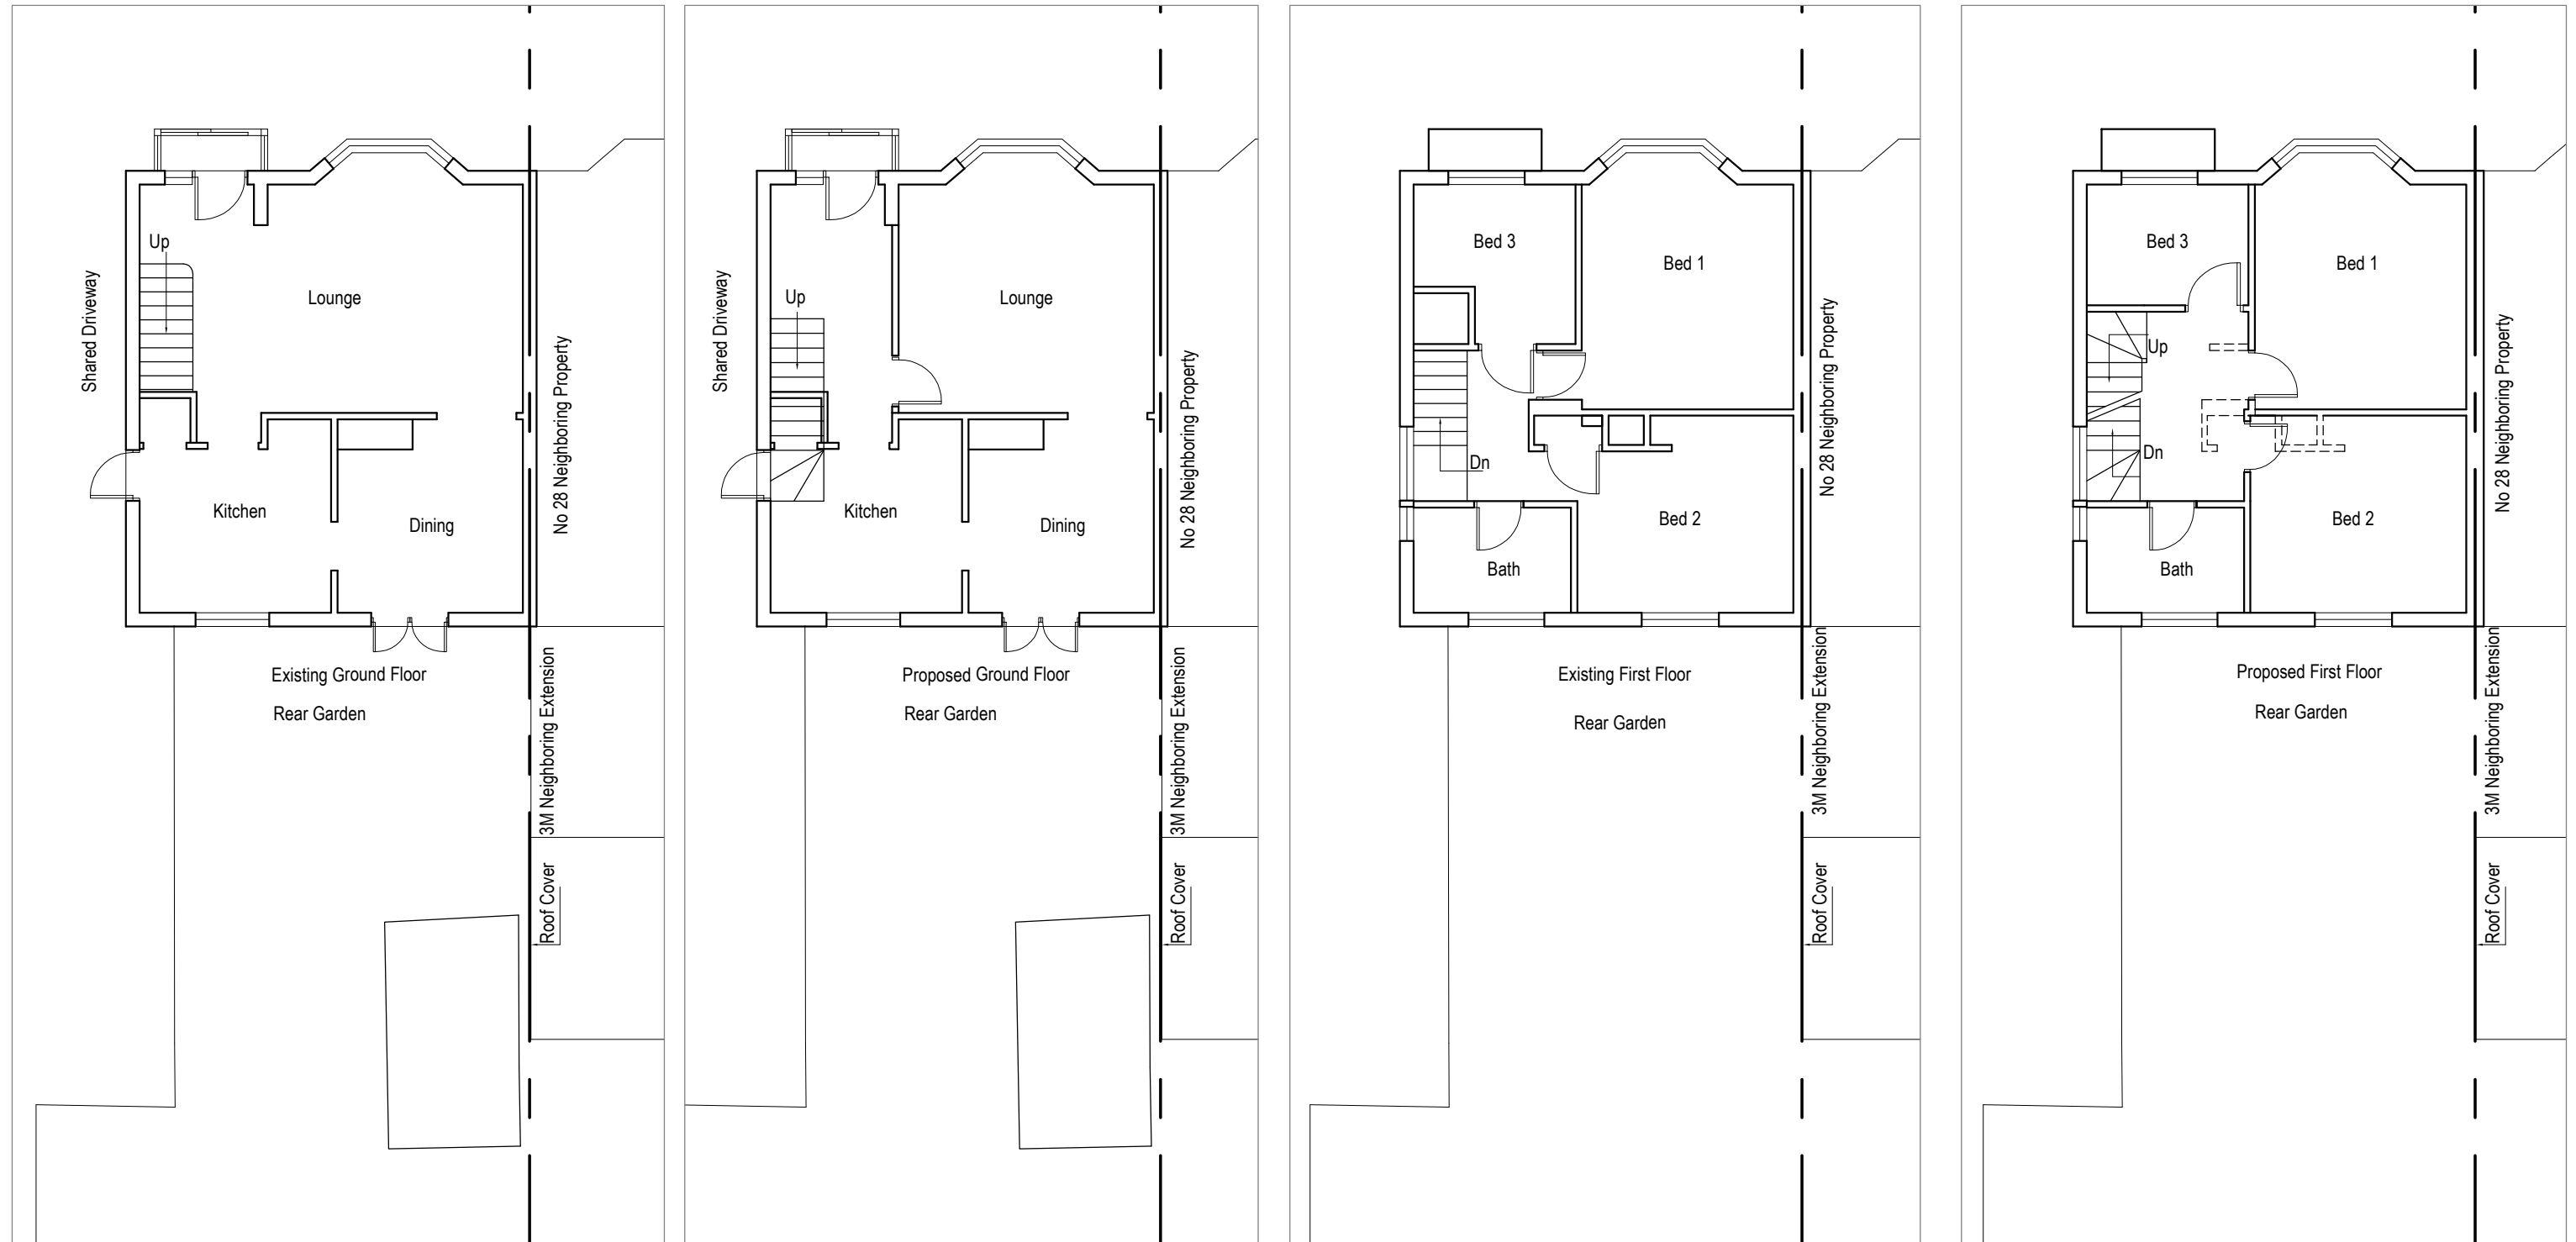 Up
Lounge
Shared Driveway
No 28 Neighboring Property
Kitchen
Dining
Existing Ground Floor
Rear Garden
3M Neighboring Extension
Roof Cover
Up
Lounge
Shared Driveway
No 28 Neighboring Property
Kitchen
Dining
Proposed Ground Floor
Rear Garden
3M Neighboring Extension
Roof Cover
Bed 3
Bed 1
No 28 Neighboring Property
Dn
Bed 2
Bath
Existing First Floor
Rear Garden
3M Neighboring Extension
Roof Cover
Bed 3
Bed 1
Up
No 28 Neighboring Property
Dn
Bed 2
Bath
Proposed First Floor
Rear Garden
3M Neighboring Extension
Roof Cover